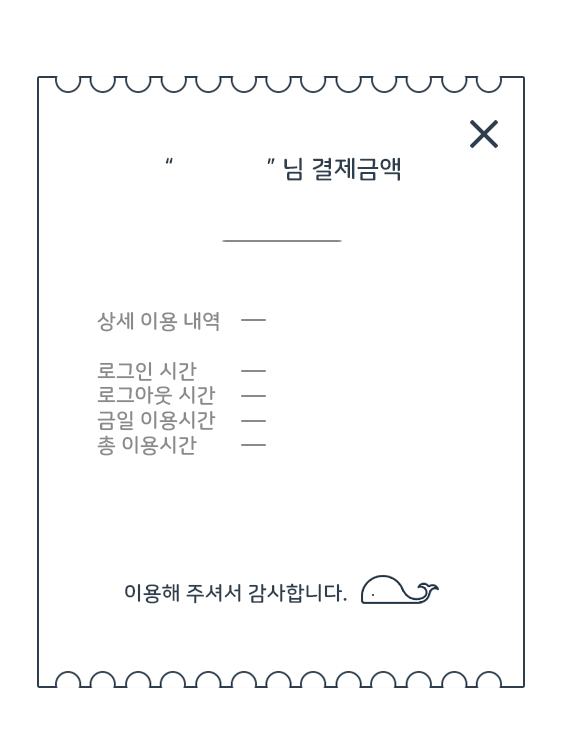 “ ” 님 결제금액
상세 이용 내역 —
로그인 시간 —
로그아웃 시간 —
금일 이용시간 —
총 이용시간 —
이용해 주셔서 감사합니다.